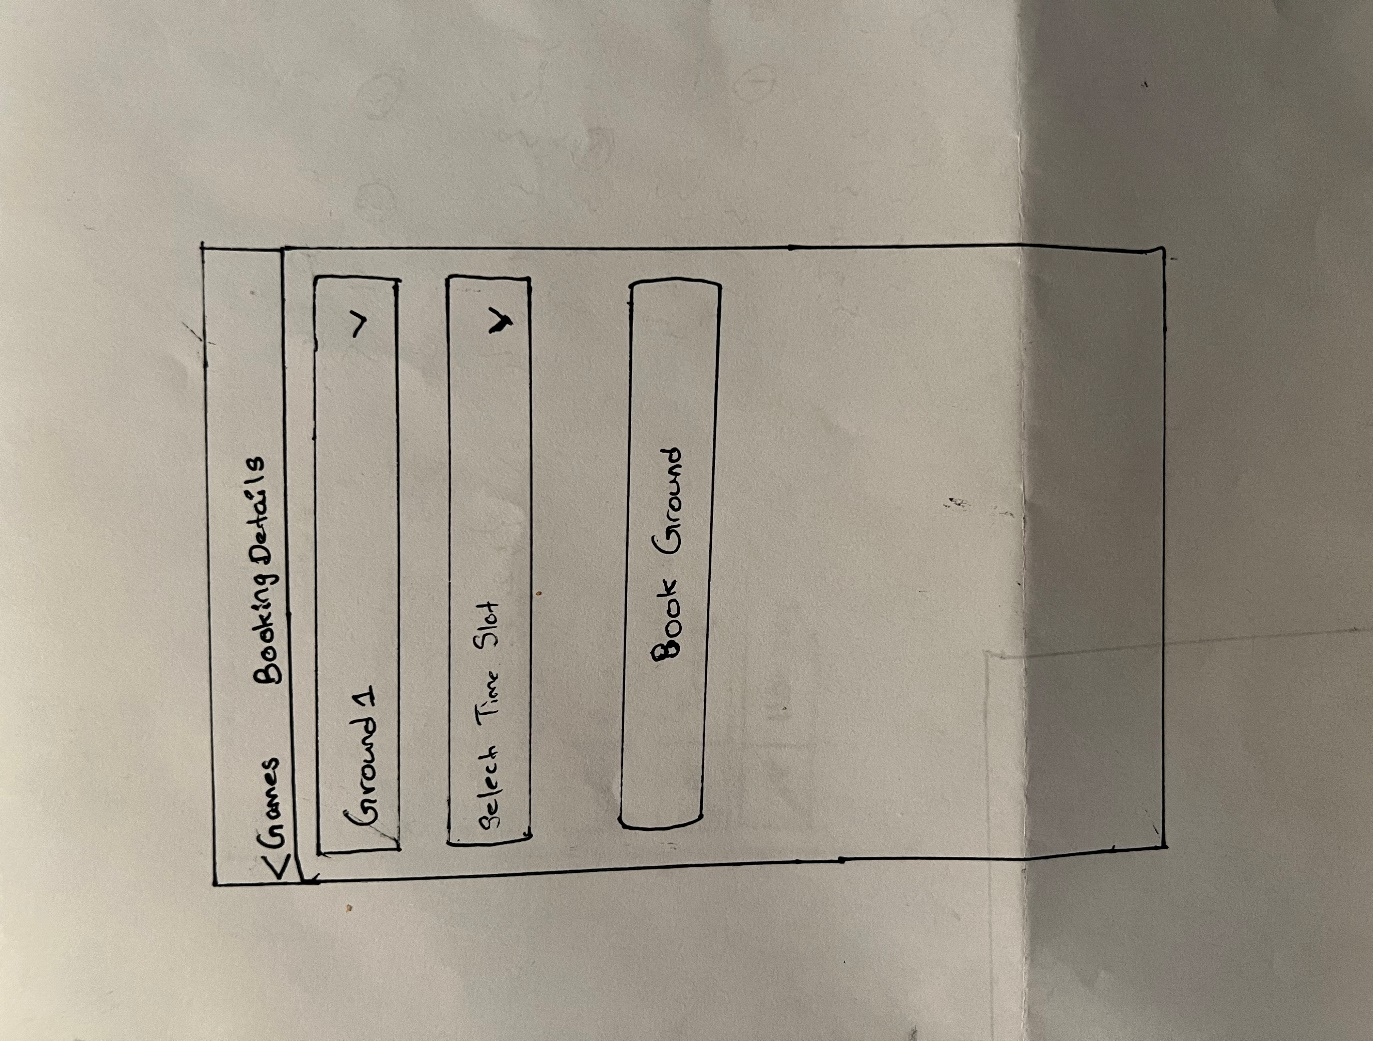 <Games Booking Details
Ground 1
Select Time Slot
Book Ground